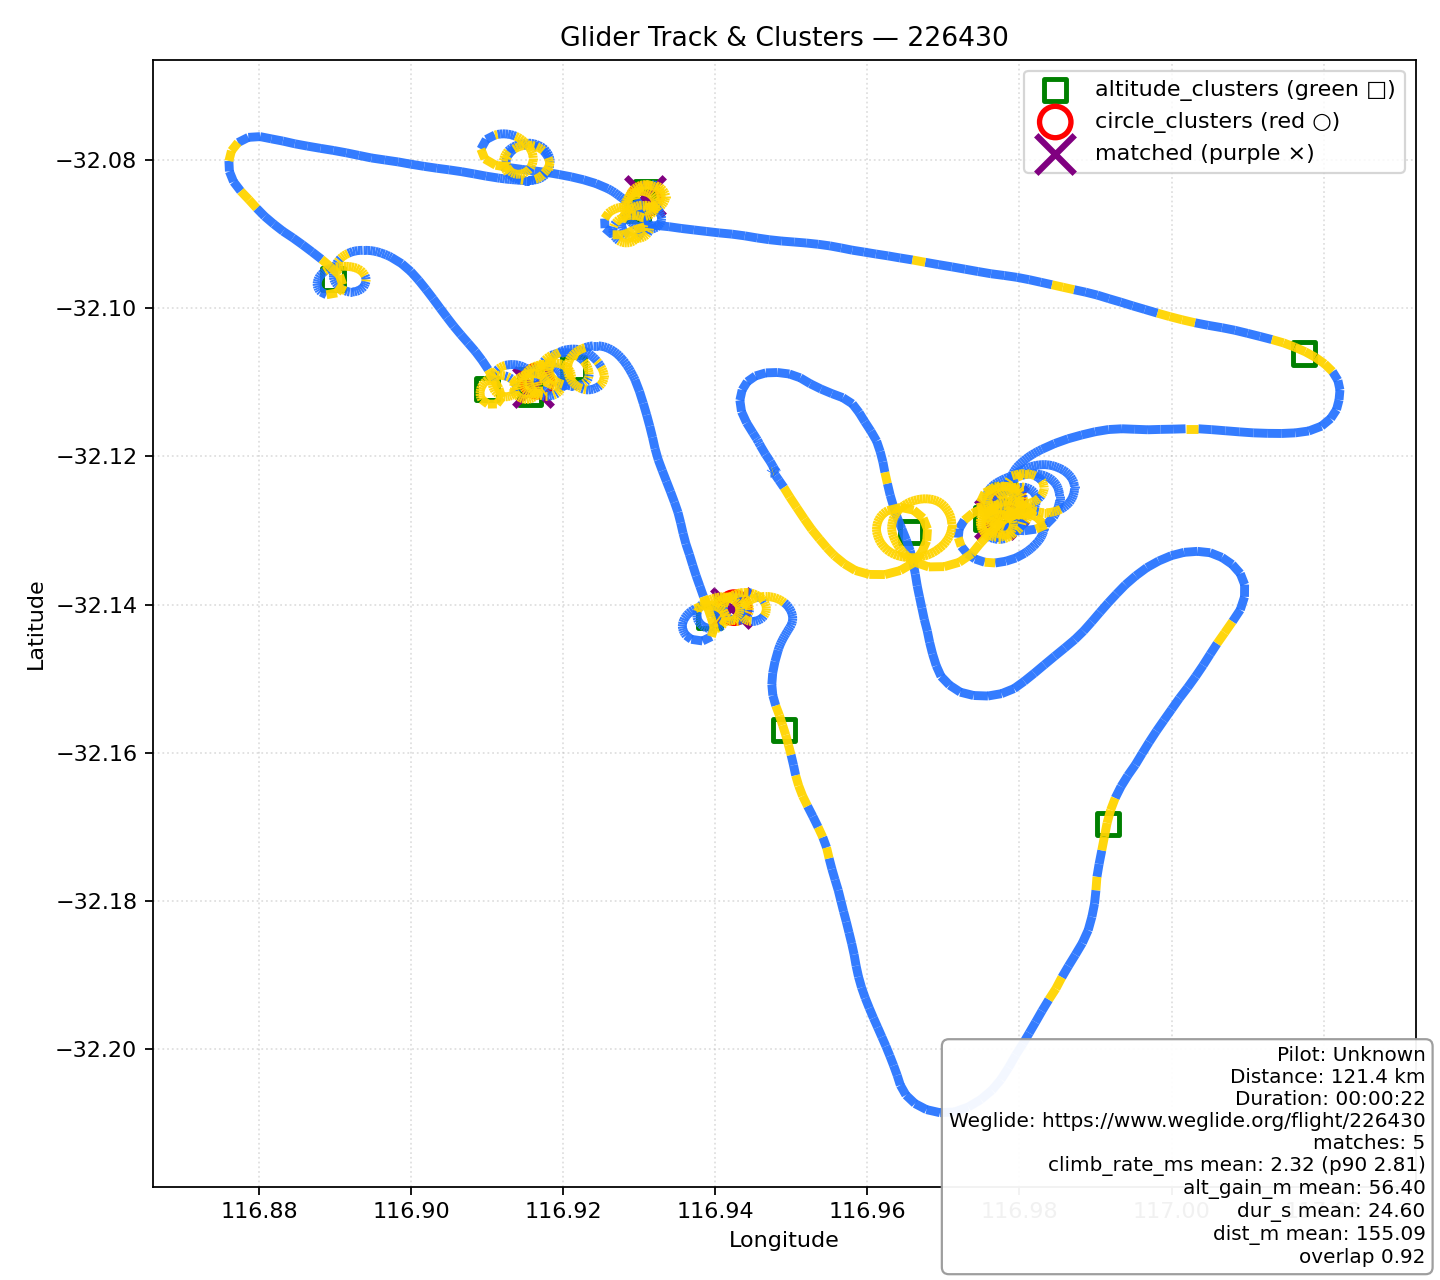 Glider Track & Clusters — 226430
altitude_clusters (green □)
circle_clusters (red ○)
matched (purple ×)
−32.08
−32.10
−32.12
−32.14
−32.16
−32.18
−32.20
Latitude
116.88
116.90
116.92
116.94
116.96
116.98
117.00
Longitude
Pilot: Unknown
Distance: 121.4 km
Duration: 00:00:22
Weglide: https://www.weglide.org/flight/226430
matches: 5
climb_rate_ms mean: 2.32 (p90 2.81)
alt_gain_m mean: 56.40
dur_s mean: 24.60
dist_m mean: 155.09
overlap 0.92